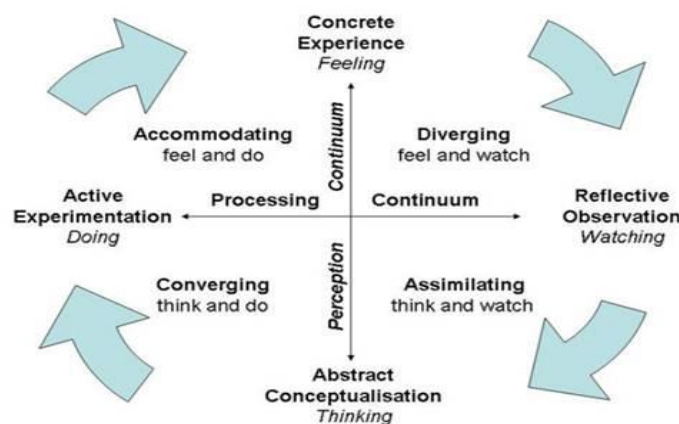 Concrete
Experience
Feeling
Continuum
Accommodating
feel and do
Diverging
feel and watch
Active
Experimentation
Doing
Processing
Continuum
Reflective
Observation
Watching
Perception
Converging
think and do
Assimilating
think and watch
Abstract
Conceptualisation
Thinking